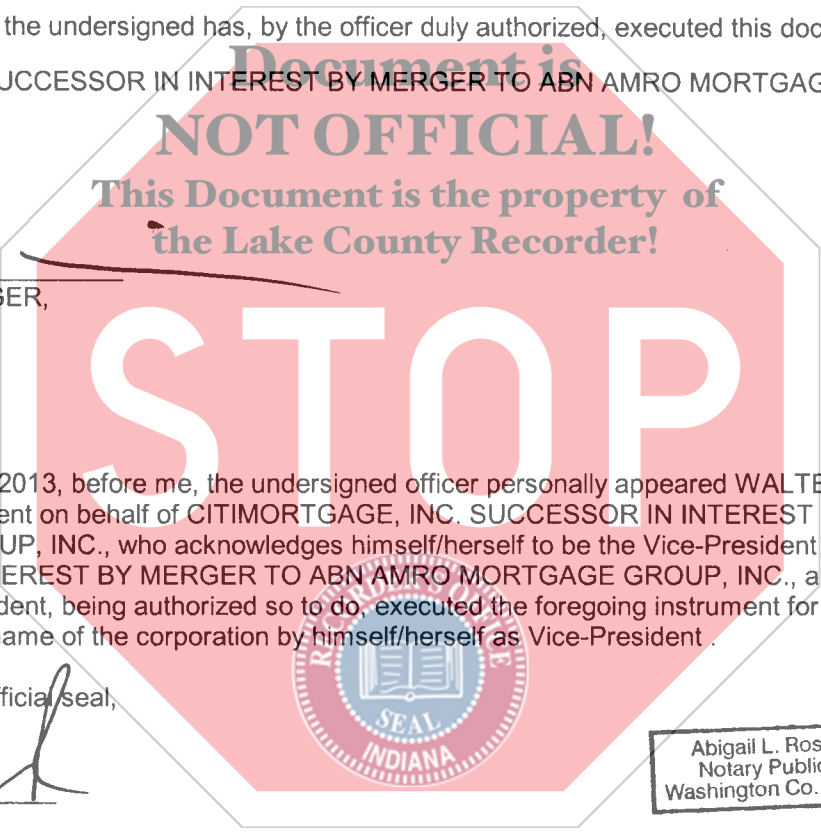 the undersigned has, by the officer duly authorized, executed this doc
Document is
UCCESSOR IN INTEREST BY MERGER TO ABN AMRO MORTGAG
NOT OFFICIAL!
This Document is the property of
the Lake County Recorder!
GER,
STOP
2013, before me, the undersigned officer personally appeared WALTE
ent on behalf of CITIMORTGAGE, INC. SUCCESSOR IN INTEREST
UP, INC., who acknowledges himself/herself to be the Vice-President
EREST BY MERGER TO ABN AMRO MORTGAGE GROUP, INC., a
dent, being authorized so to do, executed the foregoing instrument for
ame of the corporation by himself/herself as Vice-President .
RECORDER'S OFFICE
SEAL
INDIANA
ficial seal,
Abigail L. Ros
Notary Public
Washington Co.